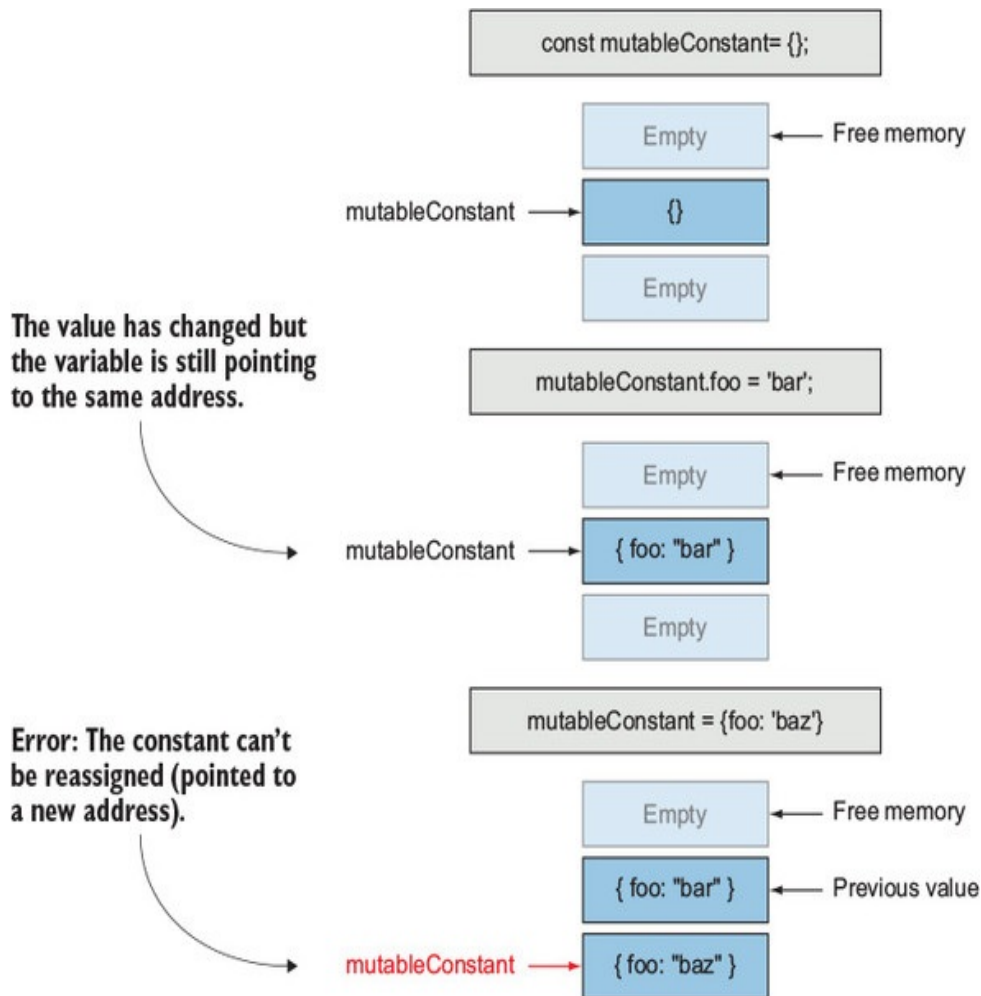 const mutableConstant= {};
Empty
Free memory
mutableConstant
{}
Empty
The value has changed but
the variable is still pointing
to the same address.
mutableConstant.foo = 'bar';
Empty
Free memory
mutableConstant
{ foo: "bar" }
Empty
Error: The constant can't
be reassigned (pointed to
a new address).
mutableConstant = {foo: 'baz'}
Empty
Free memory
{ foo: "bar" }
Previous value
mutableConstant
{ foo: "baz" }